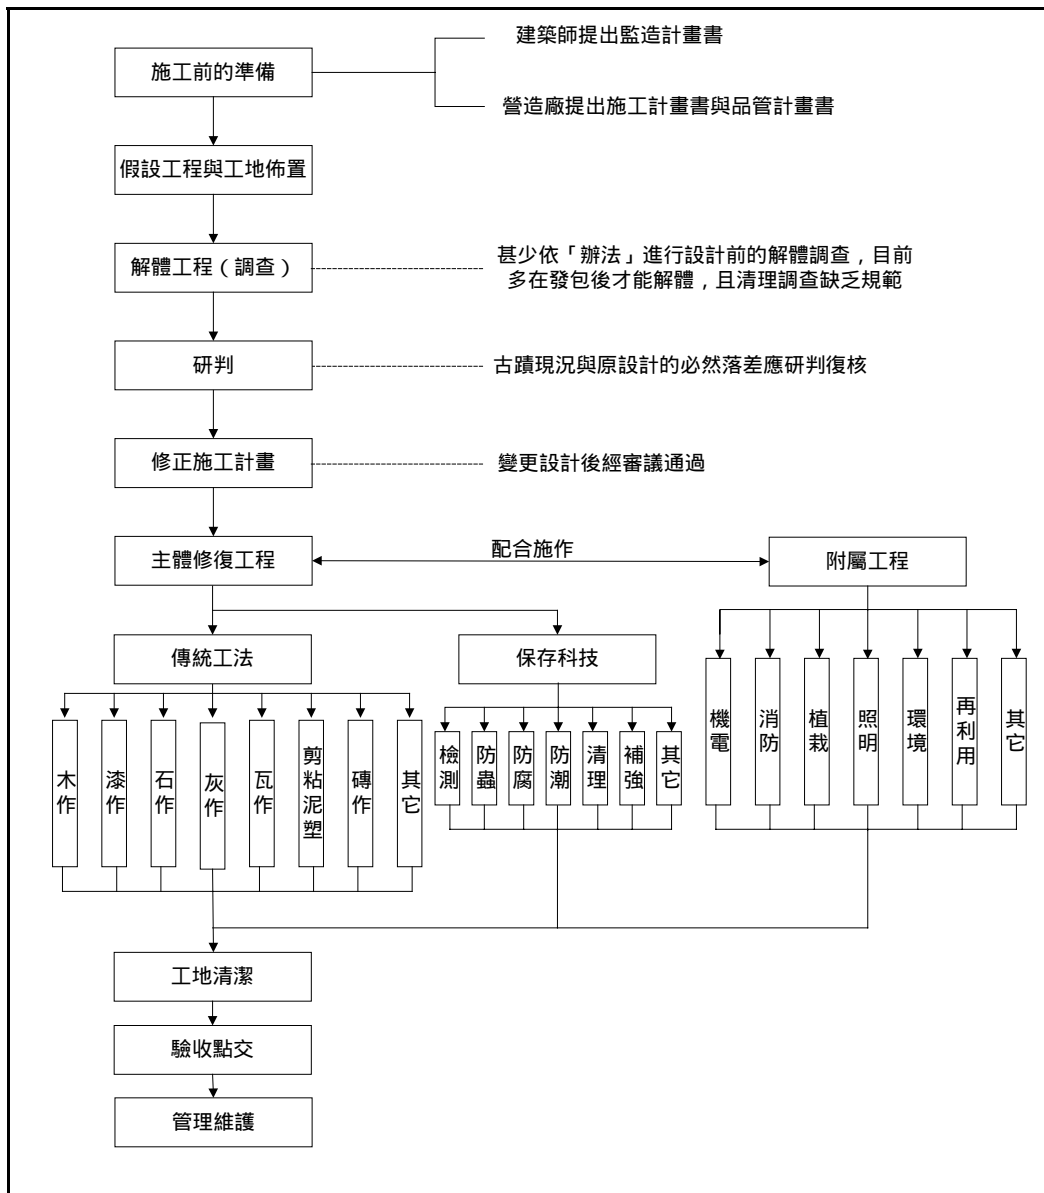 建築師提出監造計畫書
施工前的準備
營造廠提出施工計畫書與品管計畫書
假設工程與工地佈置
解體工程（調查）
甚少依「辦法」進行設計前的解體調查，目前
多在發包後才能解體，且清理調查缺乏規範
研判
古蹟現況與原設計的必然落差應研判復核
修正施工計畫
變更設計後經審議通過
主體修復工程
配合施作
附屬工程
傳統工法
保存科技
木作
漆作
石作
灰作
瓦作
剪粘泥塑
磚作
其它
檢測
防蟲
防腐
防潮
清理
補強
其它
機電
消防
植栽
照明
環境
再利用
其它
工地清潔
驗收點交
管理維護